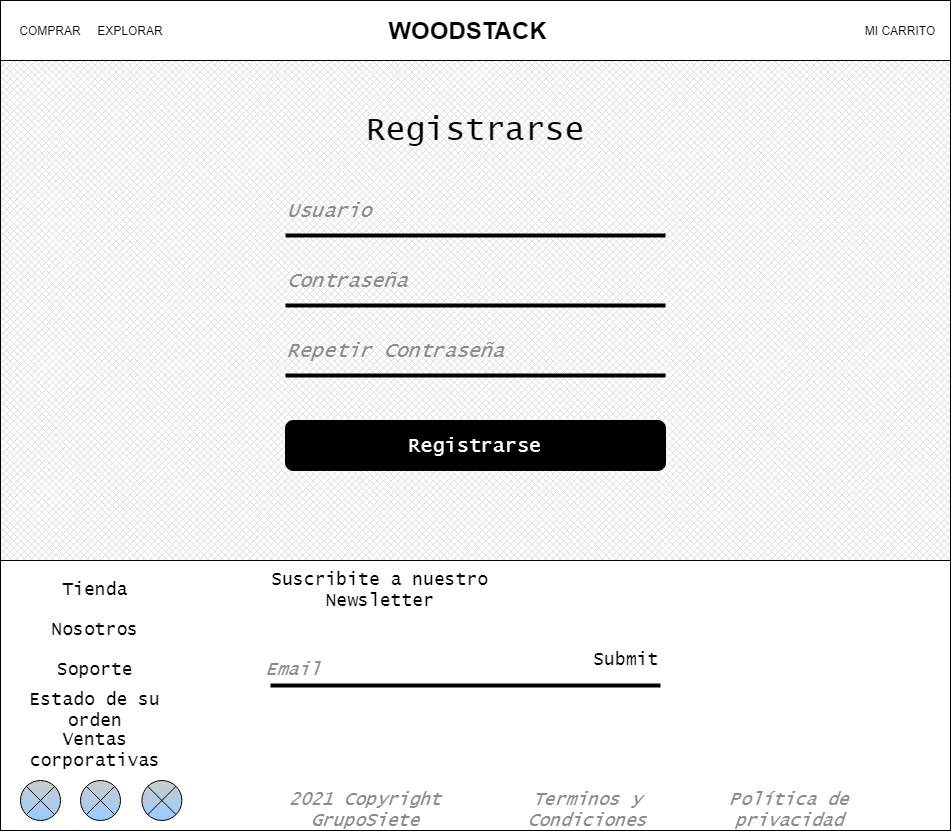 COMPRAR EXPLORAR WOODSTACK MI CARRITO
Registrarse
Usuario
Contraseña
Repetir Contraseña
Registrarse
Tienda
Nosotros
Soporte
Estado de su
orden
Ventas
corporativas
Suscribite a nuestro
Newsletter
Email
Submit
2021 Copyright
GrupoSiete
Terminos y
Condiciones
Política de
privacidad